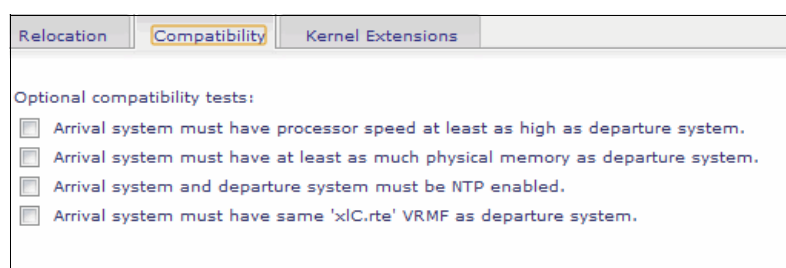 Relocation Compatibility Kernel Extensions
Optional compatibility tests:
Arrival system must have processor speed at least as high as departure system.
Arrival system must have at least as much physical memory as departure system.
Arrival system and departure system must be NTP enabled.
Arrival system must have same 'xlC.rte' VRMF as departure system.